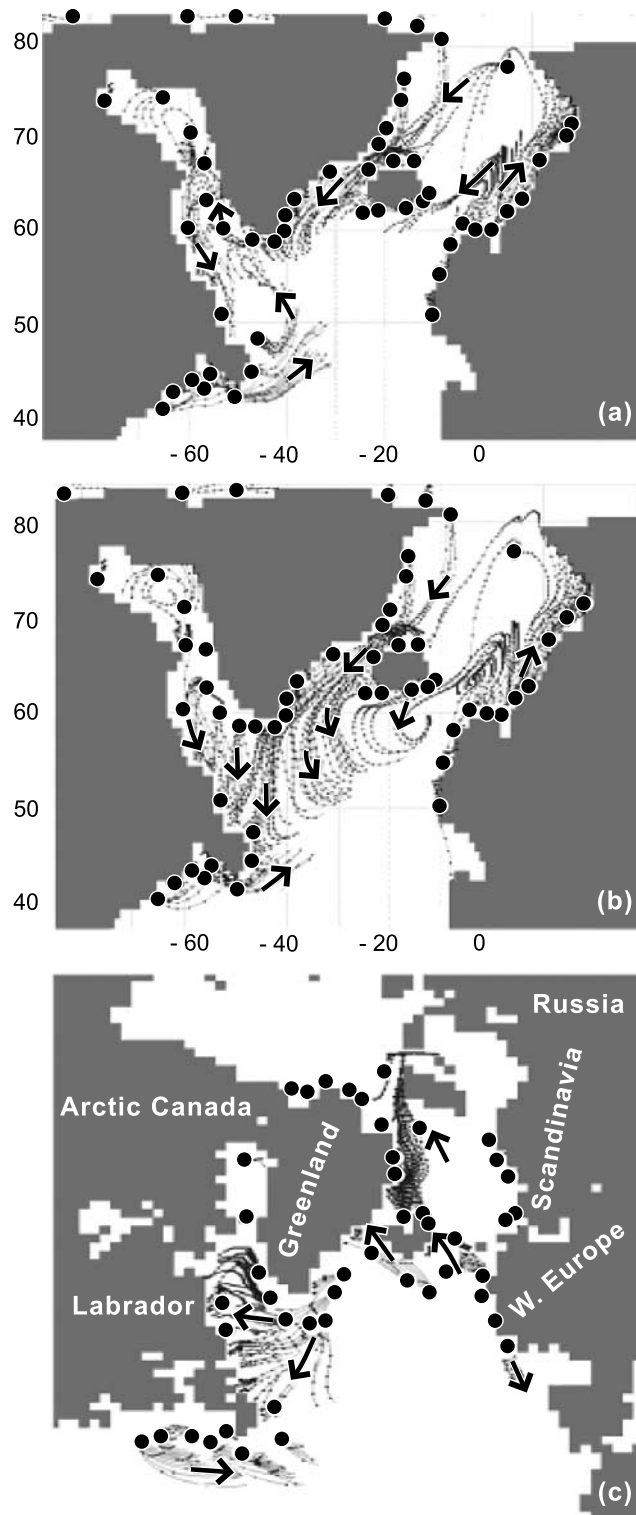 80
70
60
50
40
(a)
- 60
- 40
- 20
0
80
70
60
50
40
(b)
- 60
- 40
- 20
0
Russia
Arctic Canada
Greenland
Scandinavia
W. Europe
Labrador
(c)